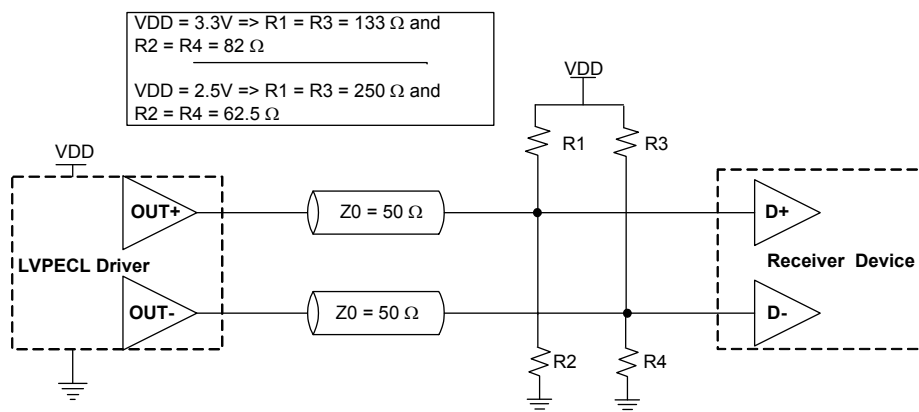 VDD = 3.3V => R1 = R3 = 133 Ω and
R2 = R4 = 82 Ω
VDD = 2.5V => R1 = R3 = 250 Ω and
R2 = R4 = 62.5 Ω
VDD
R1
R3
VDD
OUT+
Z0 = 50 Ω
D+
LVPECL Driver
Receiver Device
OUT-
Z0 = 50 Ω
D-
R2
R4